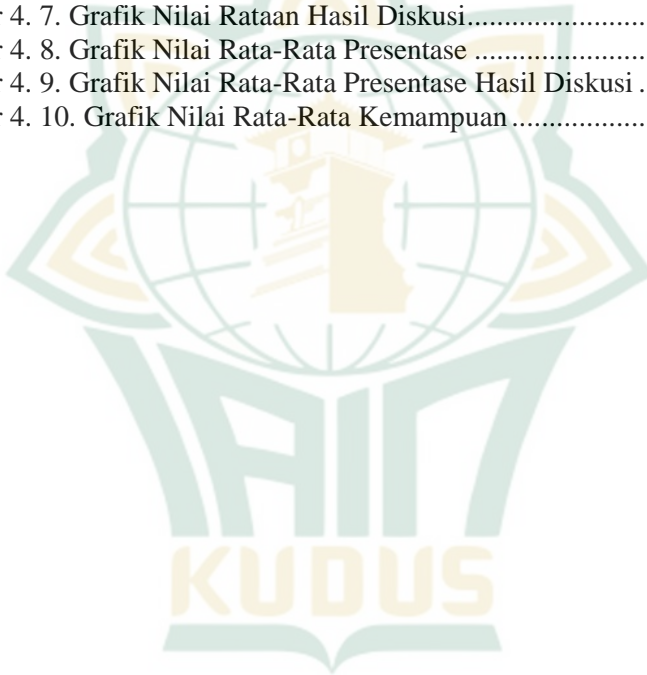 r 4. 7. Grafik Nilai Rataan Hasil Diskusi......................
r 4. 8. Grafik Nilai Rata-Rata Presentase ......................
r 4. 9. Grafik Nilai Rata-Rata Presentase Hasil Diskusi .
r 4. 10. Grafik Nilai Rata-Rata Kemampuan .................
IAIN
KUDUS